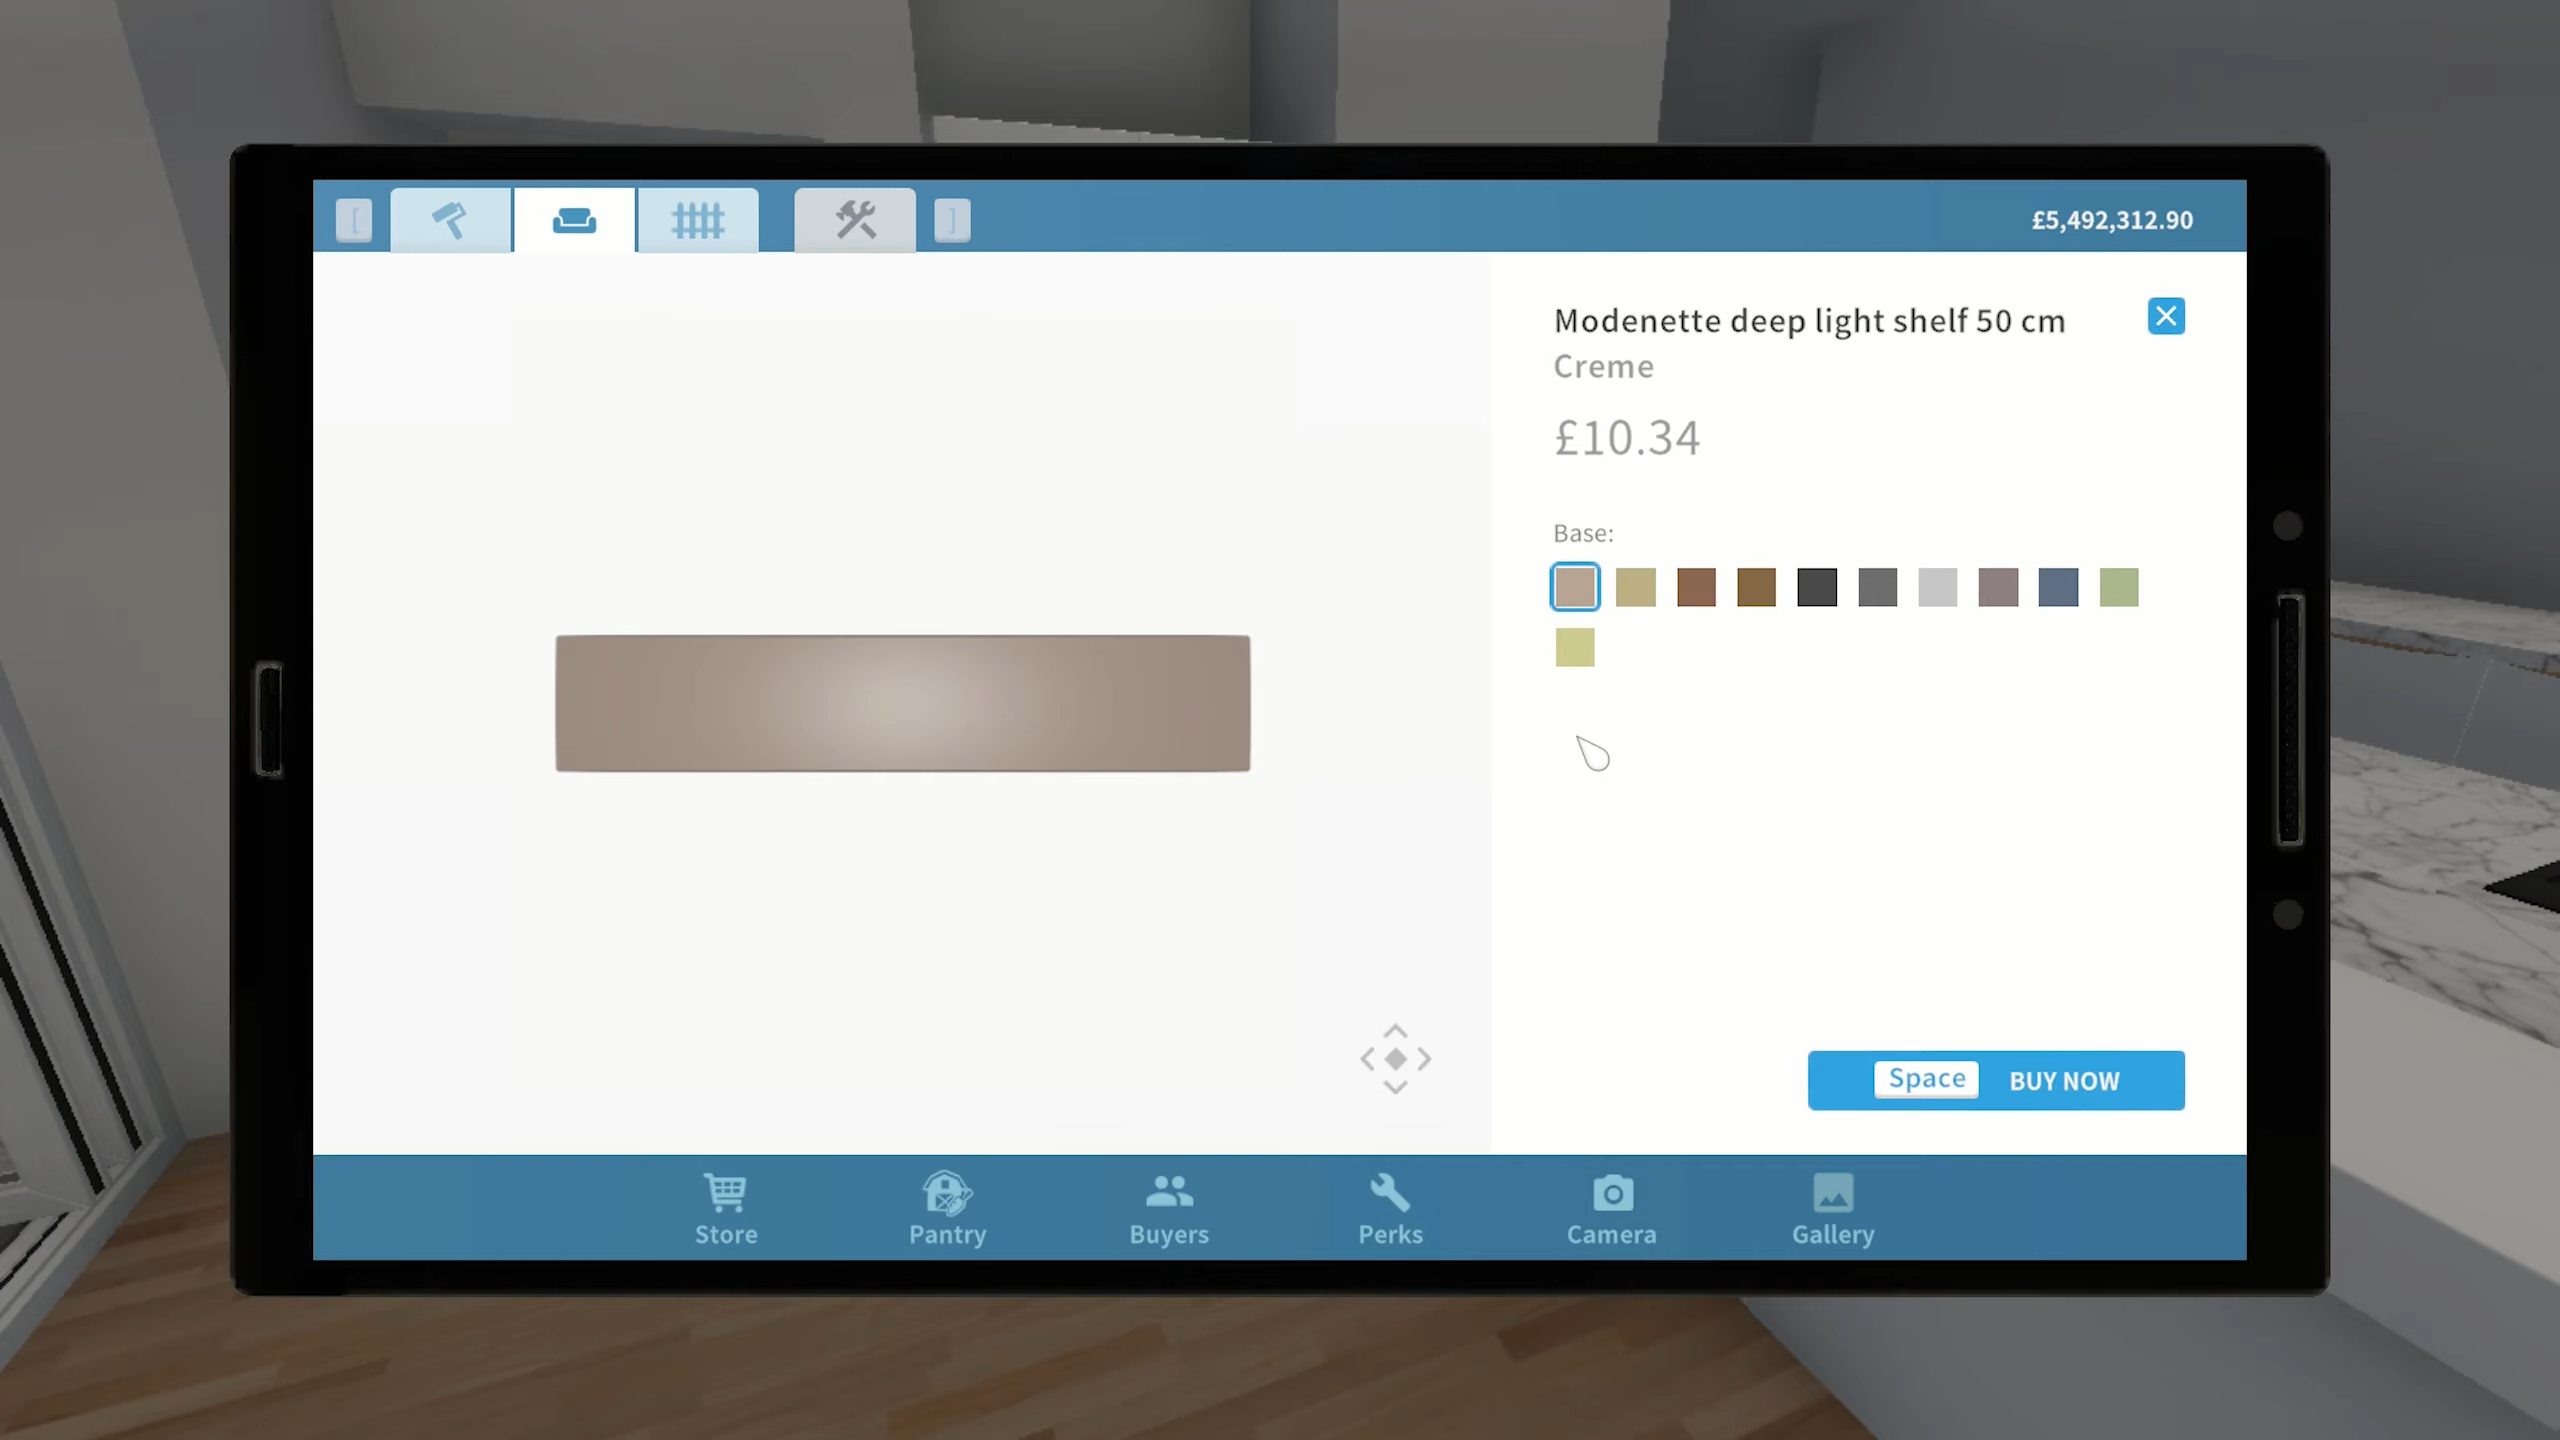 [
]
£5,492,312.90
Modenette deep light shelf 50 cm
Creme
£10.34
Base:
Space BUY NOW
Store
Pantry
Buyers
Perks
Camera
Gallery